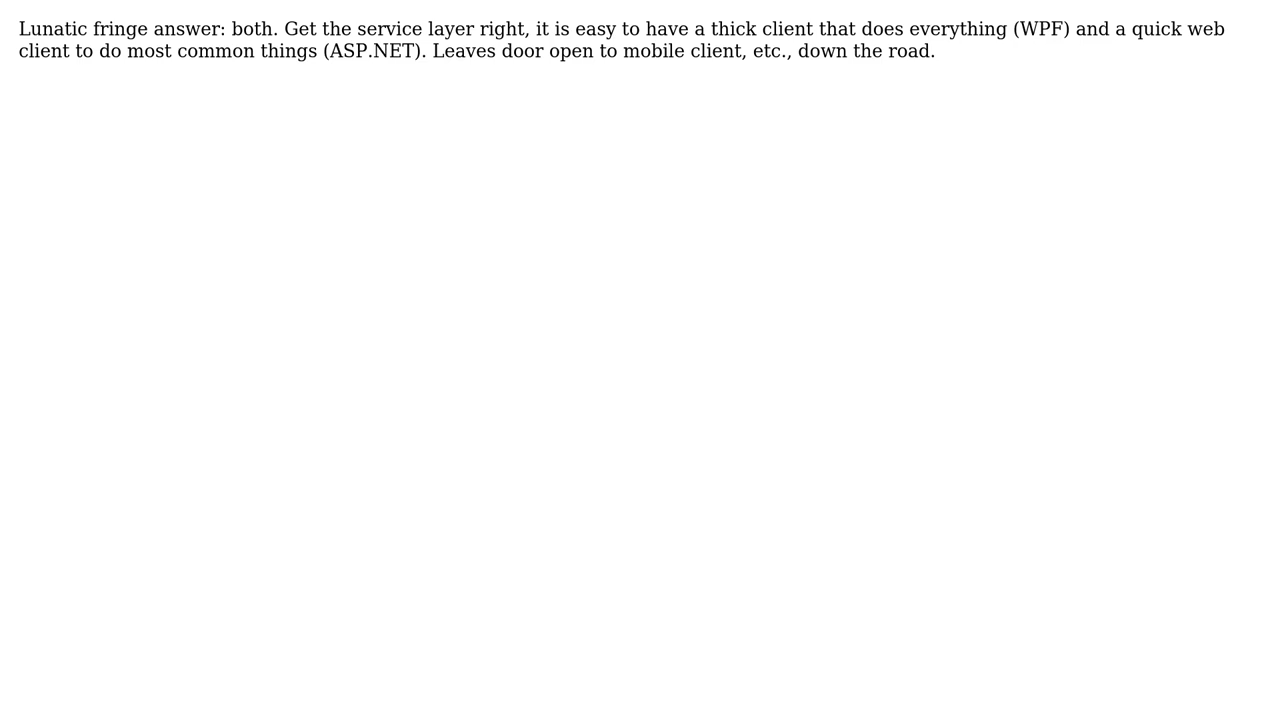 Lunatic fringe answer: both. Get the service layer right, it is easy to have a thick client that does everything (WPF) and a quick web
client to do most common things (ASP.NET). Leaves door open to mobile client, etc., down the road.